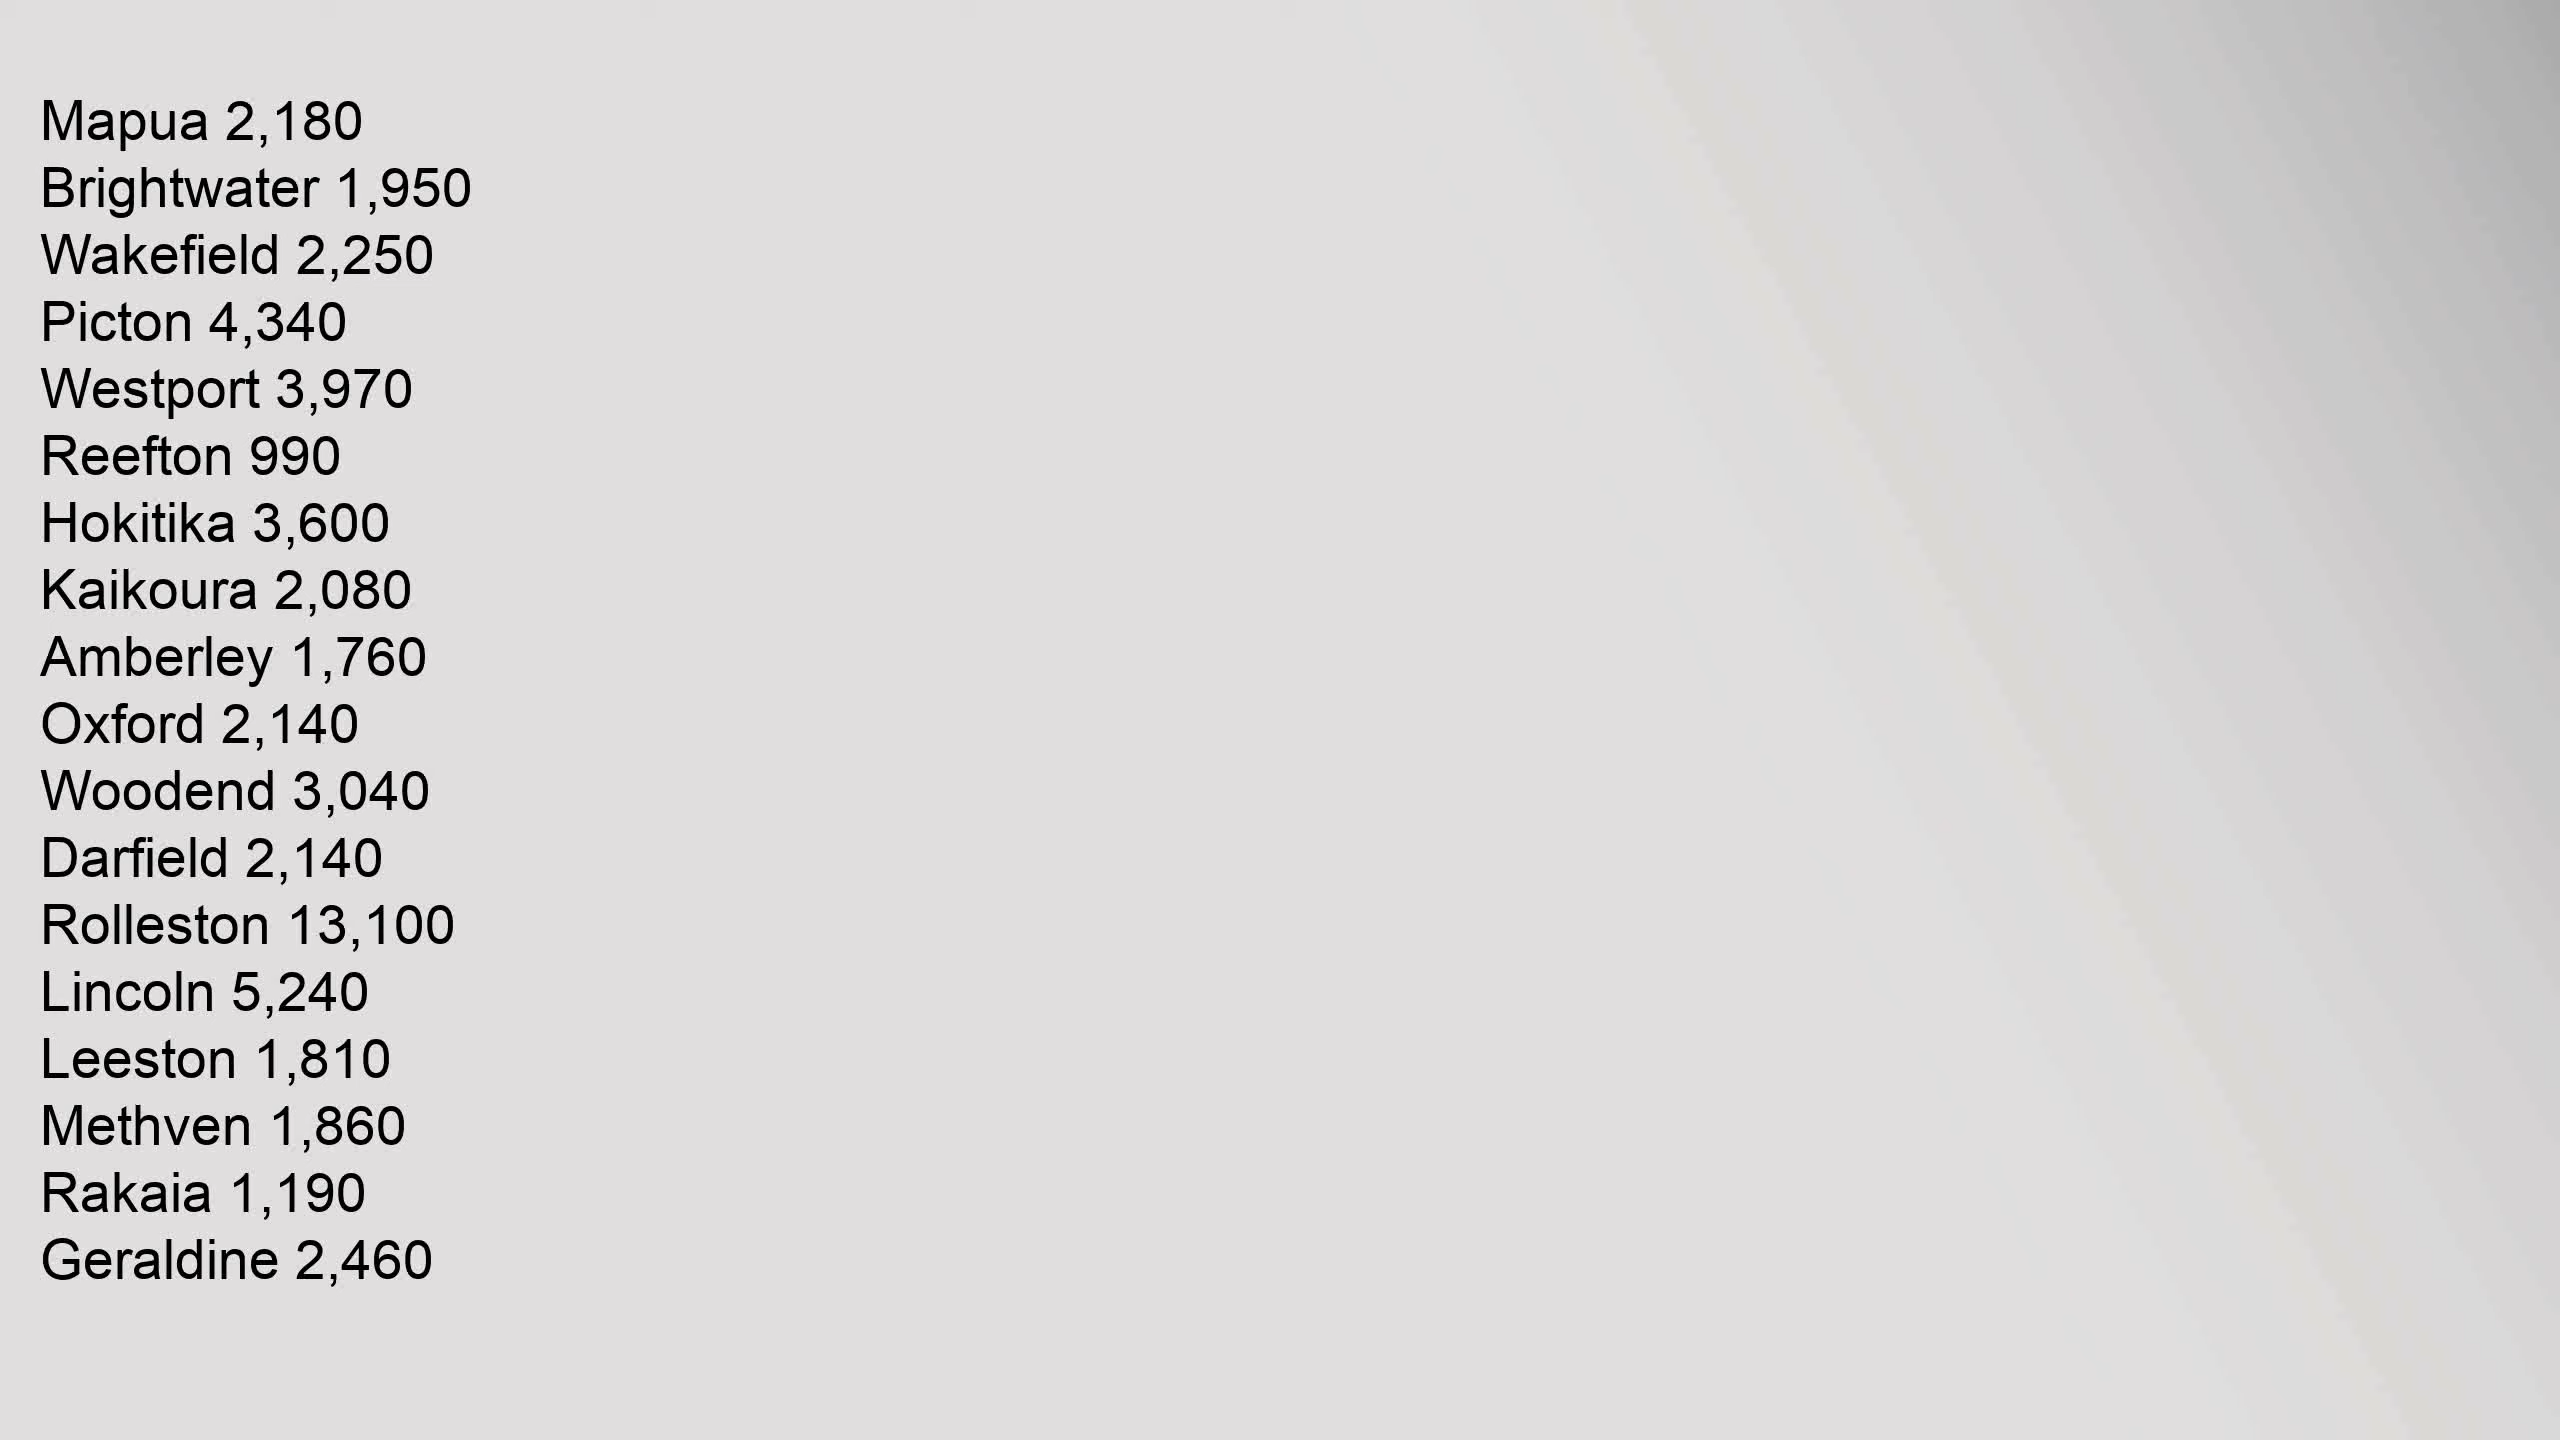 Mapua 2,180
Brightwater 1,950
Wakefield 2,250
Picton 4,340
Westport 3,970
Reefton 990
Hokitika 3,600
Kaikoura 2,080
Amberley 1,760
Oxford 2,140
Woodend 3,040
Darfield 2,140
Rolleston 13,100
Lincoln 5,240
Leeston 1,810
Methven 1,860
Rakaia 1,190
Geraldine 2,460